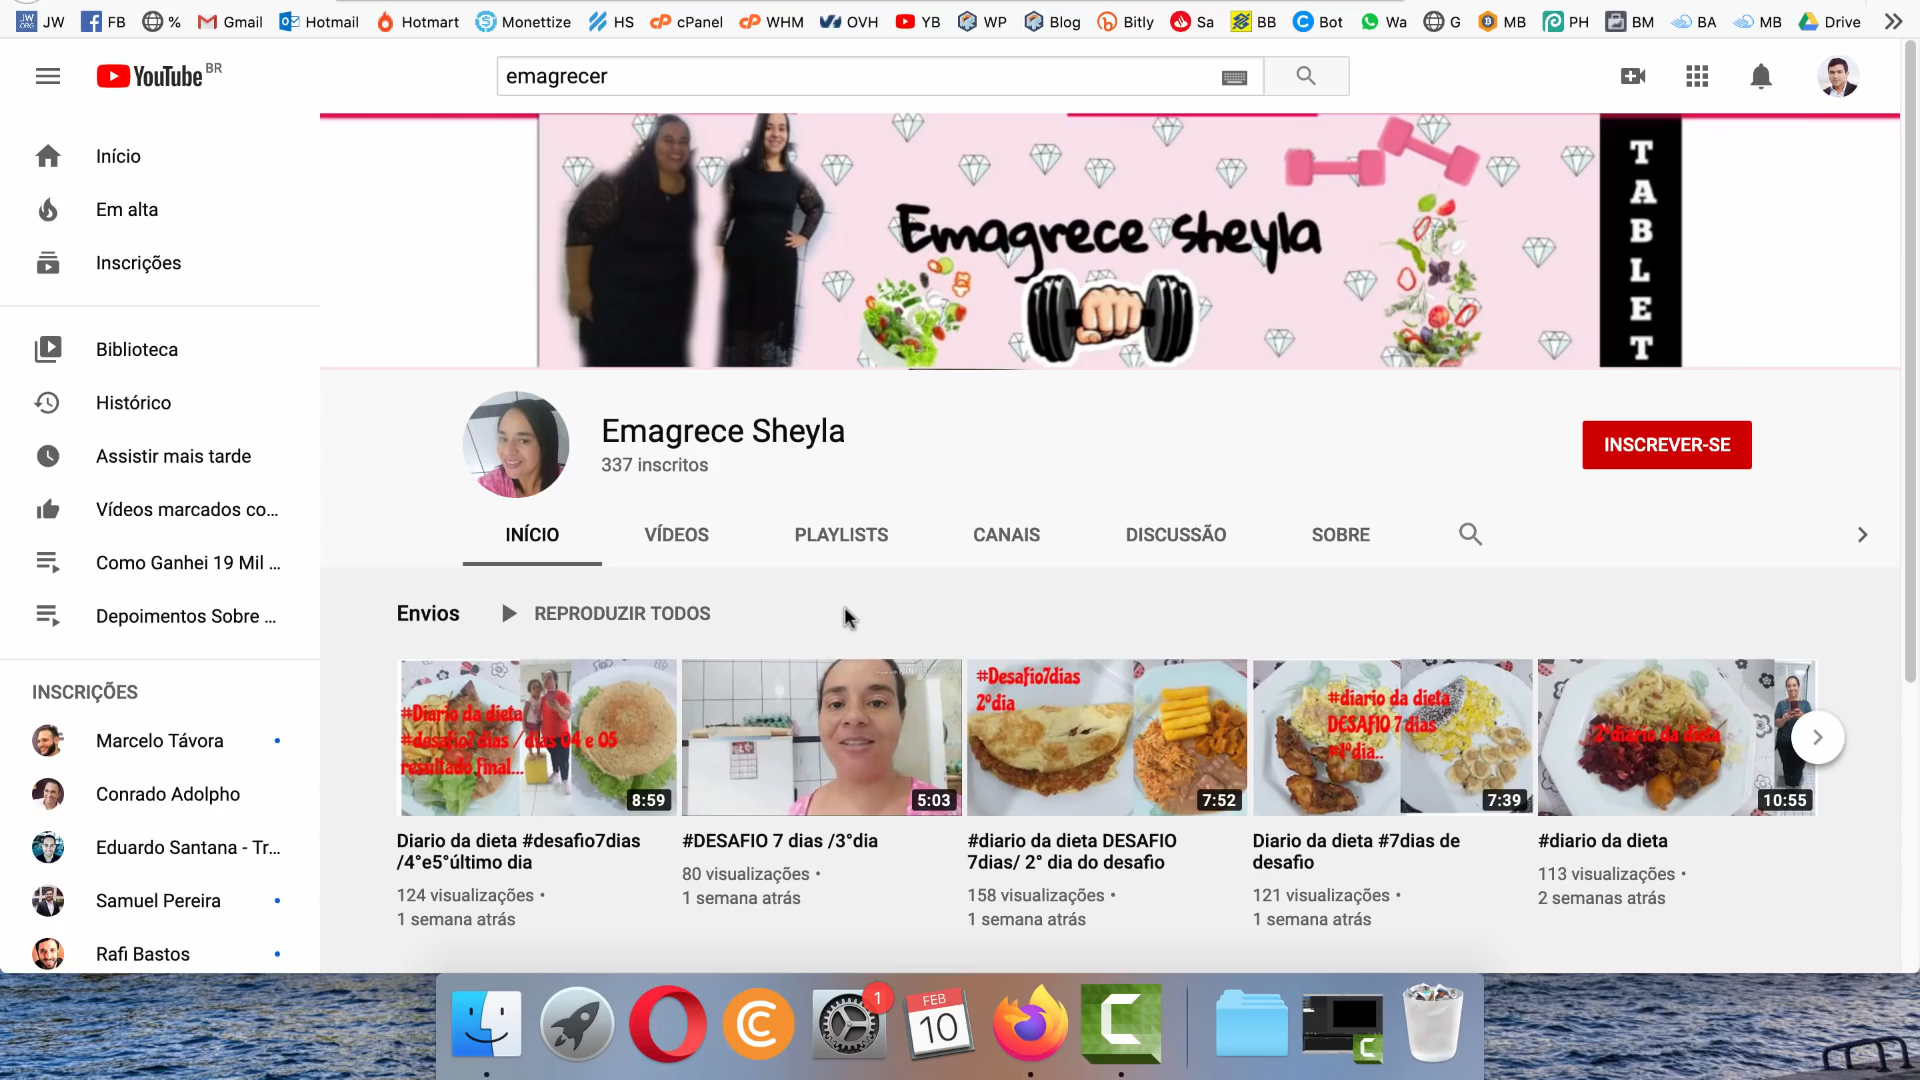 JW FB % Gmail Hotmail Hotmart Monettize HS cPanel WHM OVH YB WP Blog Bitly Sa BB Bot Wa G MB PH BM BA MB Drive
YouTube BR
emagrecer
Início
Em alta
Inscrições
Biblioteca
Histórico
Assistir mais tarde
Vídeos marcados co...
Como Ganhei 19 Mil ...
Depoimentos Sobre ...
INSCRIÇÕES
Marcelo Távora
Conrado Adolpho
Eduardo Santana - Tr...
Samuel Pereira
Rafi Bastos
Emagrece sheyla
TABLET
Emagrece Sheyla
337 inscritos
INSCREVER-SE
INÍCIO VÍDEOS PLAYLISTS CANAIS DISCUSSÃO SOBRE
Envios REPRODUZIR TODOS
#Diario da dieta
#desafio7 dias /dias 04 e 05
resultado final...
8:59
Diario da dieta #desafio7dias
/4°e5°último dia
124 visualizações •
1 semana atrás
5:03
#DESAFIO 7 dias /3°dia
80 visualizações •
1 semana atrás
#Desafio7dias
2°dia
7:52
#diario da dieta DESAFIO
7dias/ 2° dia do desafio
158 visualizações •
1 semana atrás
#diario da dieta
DESAFIO 7 dias
#1°dia..
7:39
Diario da dieta #7dias de
desafio
121 visualizações •
1 semana atrás
2°diario da dieta
10:55
#diario da dieta
113 visualizações •
2 semanas atrás
1
FEB
10